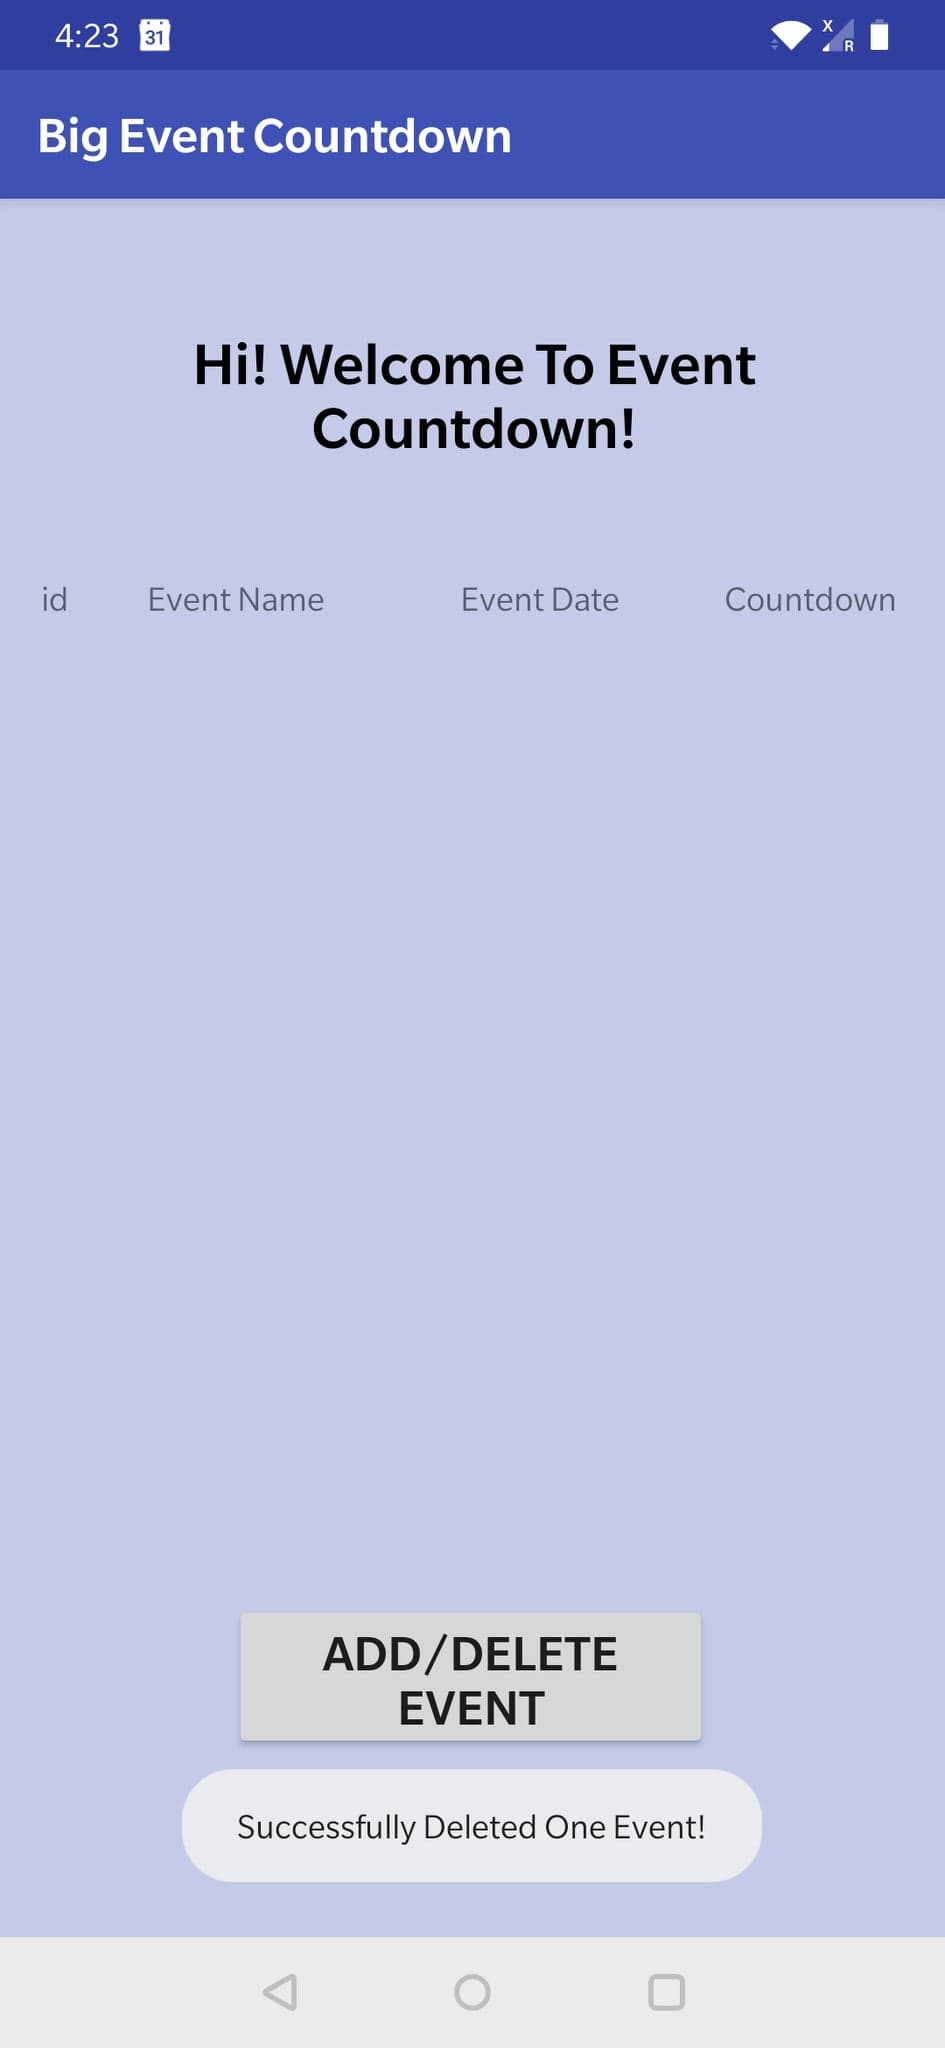 4:23 31 X R
Big Event Countdown
Hi! Welcome To Event
Countdown!
id Event Name Event Date Countdown
ADD/DELETE
EVENT
Successfully Deleted One Event!